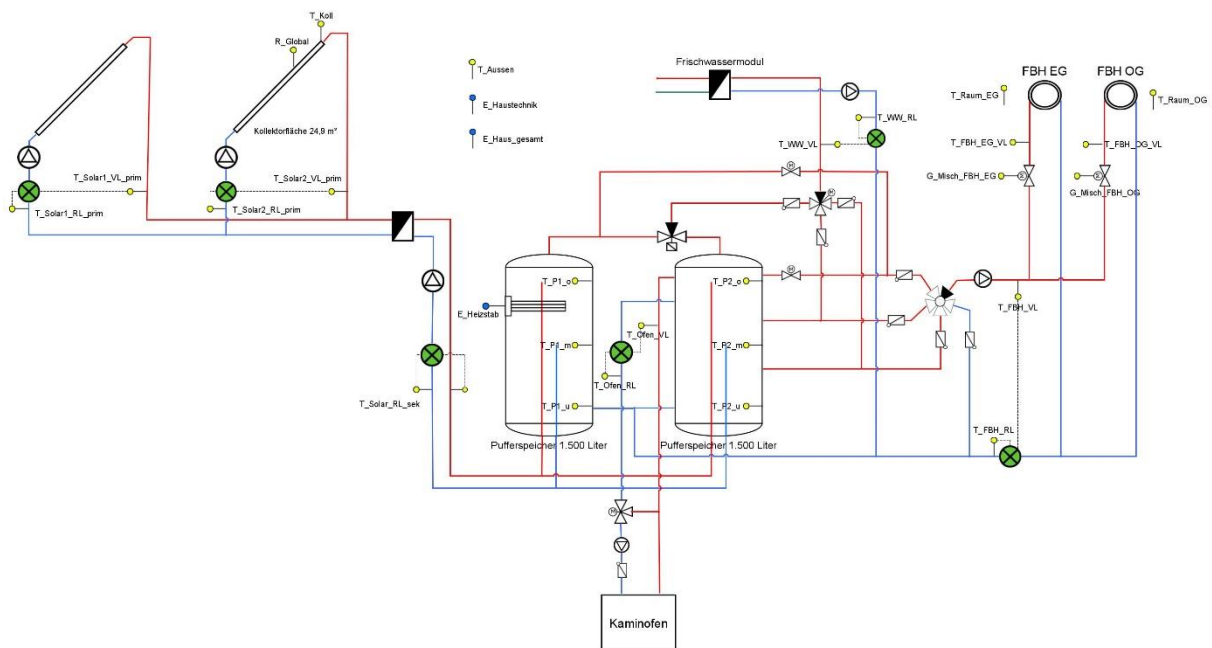 T_Koll
R_Global
T_Aussen
E_Haustechnik
E_Haus_gesamt
Kollektorfläche 24,9 m²
T_Solar1_VL_prim
T_Solar1_RL_prim
T_Solar2_VL_prim
T_Solar2_RL_prim
Frischwassermodul
T_WW_RL
T_WW_VL
FBH EG
FBH OG
T_Raum_EG
T_Raum_OG
T_FBH_EG_VL
T_FBH_OG_VL
G_Misch_FBH_EG
G_Misch_FBH_OG
M
M
M
M
M
T_P1_o
T_P2_o
E_Heizstab
T_FBH_VL
T_Ofen_VL
T_P1_m
T_P2_m
T_Ofen_RL
T_Solar_RL_sek
T_P1_u
T_P2_u
T_FBH_RL
Pufferspeicher 1.500 Liter
Pufferspeicher 1.500 Liter
M
Kaminofen